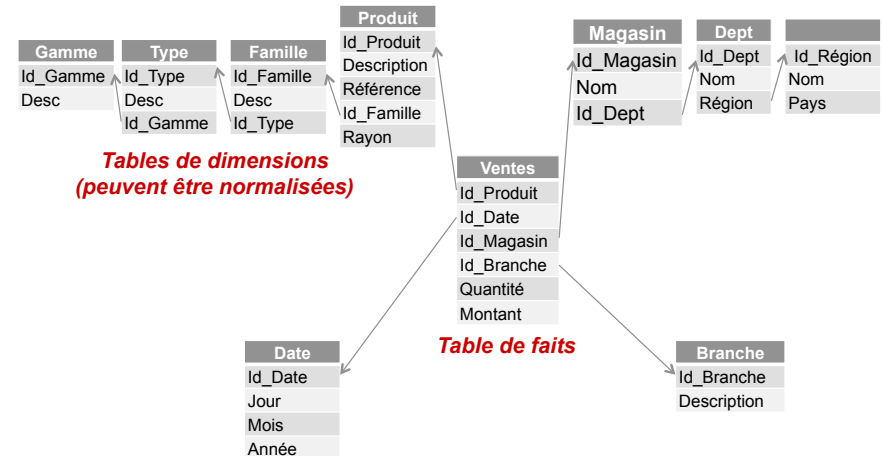 Gamme
Id_Gamme
Desc
Type
Id_Type
Desc
Id_Gamme
Famille
Id_Famille
Desc
Id_Type
Produit
Id_Produit
Description
Référence
Id_Famille
Rayon
Magasin
Id_Magasin
Nom
Id_Dept
Dept
Id_Dept
Nom
Région
Id_Région
Nom
Pays
Tables de dimensions
(peuvent être normalisées)
Ventes
Id_Produit
Id_Date
Id_Magasin
Id_Branche
Quantité
Montant
Table de faits
Date
Id_Date
Jour
Mois
Année
Branche
Id_Branche
Description